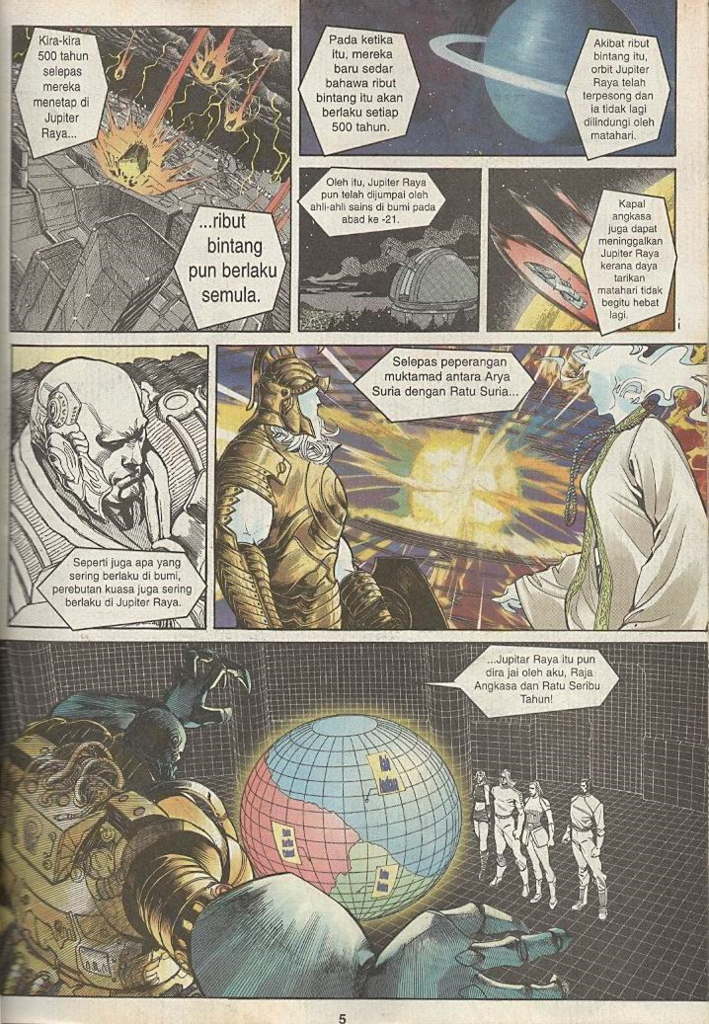 Kira-kira
500 tahun
selepas
mereka
menetap di
Jupiter
Raya...
...ribut
bintang
pun berlaku
semula.
Pada ketika
itu, mereka
baru sedar
bahawa ribut
bintang itu akan
berlaku setiap
500 tahun.
Akibat ribut
bintang itu,
orbit Jupiter
Raya telah
terpesong dan
ia tidak lagi
dilindungi oleh
matahari.
Oleh itu, Jupiter Raya
pun telah dijumpai oleh
ahli-ahli sains di bumi pada
abad ke -21.
Kapal
angkasa
juga dapat
meninggalkan
Jupiter Raya
kerana daya
tarikan
matahari tidak
begitu hebat
lagi.
Seperti juga apa yang
sering berlaku di bumi,
perebutan kuasa juga sering
berlaku di Jupiter Raya.
Selepas peperangan
muktamad antara Arya
Suria dengan Ratu Suria...
...Jupitar Raya itu pun
dira jai oleh aku, Raja
Angkasa dan Ratu Seribu
Tahun!
5